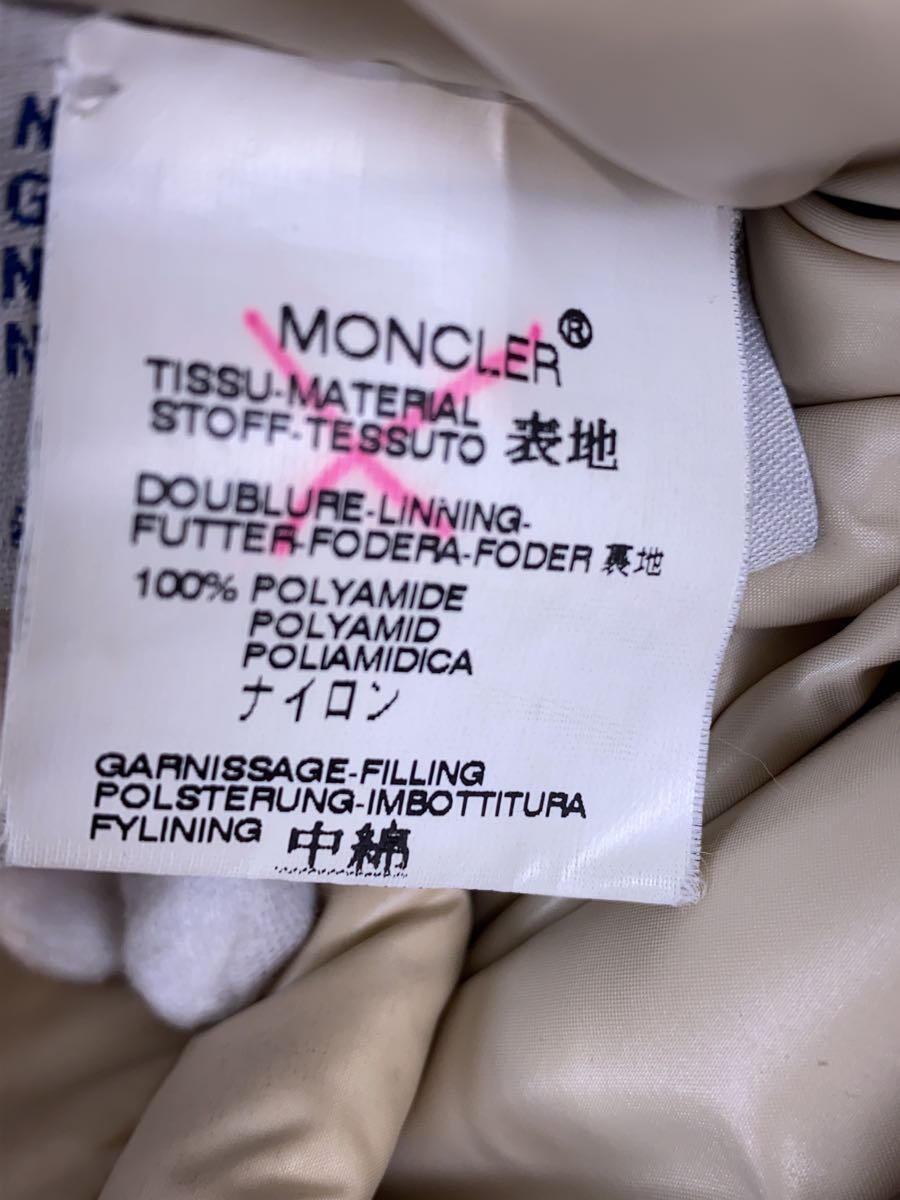 MONCLER®
TISSU-MATERIAL
STOFF-TESSUTO 表地
DOUBLURE-LINNING-
FUTTER-FODERA-FODER 裏地
100% POLYAMIDE
POLYAMID
POLIAMIDICA
ナイロン
GARNISSAGE-FILLING
POLSTERUNG-IMBOTTITURA
FYLINING 中綿
N
G
N
N